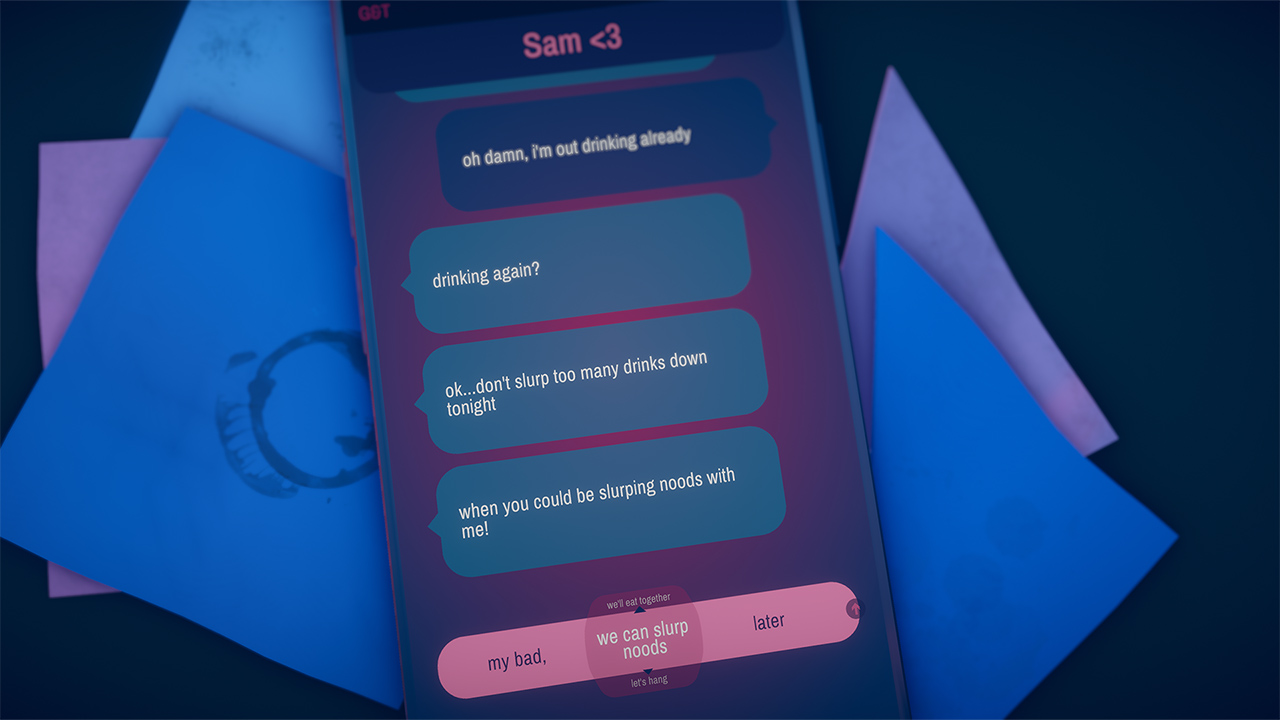 G&T
Sam <3
oh damn, i'm out drinking already
drinking again?
ok...don't slurp too many drinks down
tonight
when you could be slurping noods with
me!
we'll eat together
my bad,
we can slurp
noods
later
let's hang